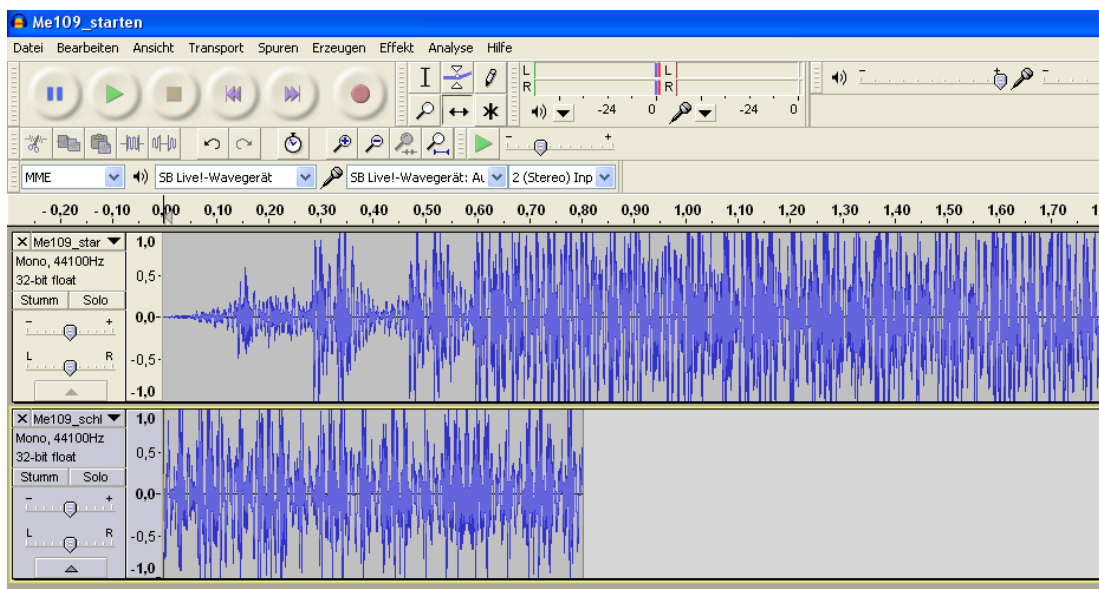 Me109_starten
Datei Bearbeiten Ansicht Transport Spuren Erzeugen Effekt Analyse Hilfe
L L
R R
-24 0 -24 0
- +
MME SB Live!-Wavegerät SB Live!-Wavegerät: Au 2 (Stereo) Inp
- 0,20 - 0,10 0,00 0,10 0,20 0,30 0,40 0,50 0,60 0,70 0,80 0,90 1,00 1,10 1,20 1,30 1,40 1,50 1,60 1,70 1
X Me109_star 1,0
Mono, 44100Hz
32-bit float 0,5
Stumm Solo
- + 0,0
L R -0,5
-1,0
X Me109_schl 1,0
Mono, 44100Hz
32-bit float 0,5
Stumm Solo
- + 0,0
L R -0,5
-1,0